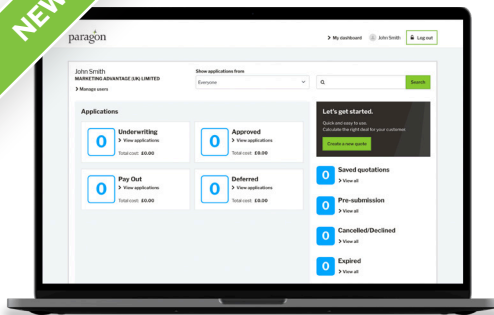 NEW
paragon
My dashboard
John Smith
Log out
John Smith
MARKETING ADVANTAGE (UK) LIMITED
Manage users
Show applications from
Everyone
Search
Applications
0
Underwriting
View applications
Total cost: £0.00
0
Approved
View applications
Total cost: £0.00
0
Pay Out
View applications
Total cost: £0.00
0
Deferred
View applications
Total cost: £0.00
Let's get started.
Quick and easy to use.
Calculate the right deal for your customer.
Create a new quote
0
Saved quotations
View all
0
Pre-submission
View all
0
Cancelled/Declined
View all
0
Expired
View all